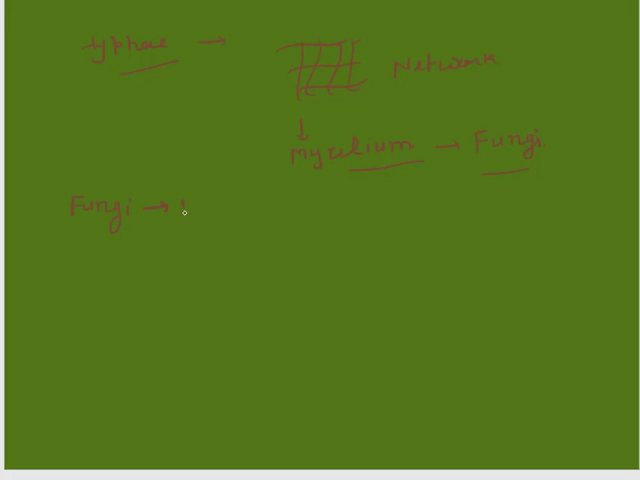 Hyphae → Network
↓
Mycelium → Fungi
Fungi →